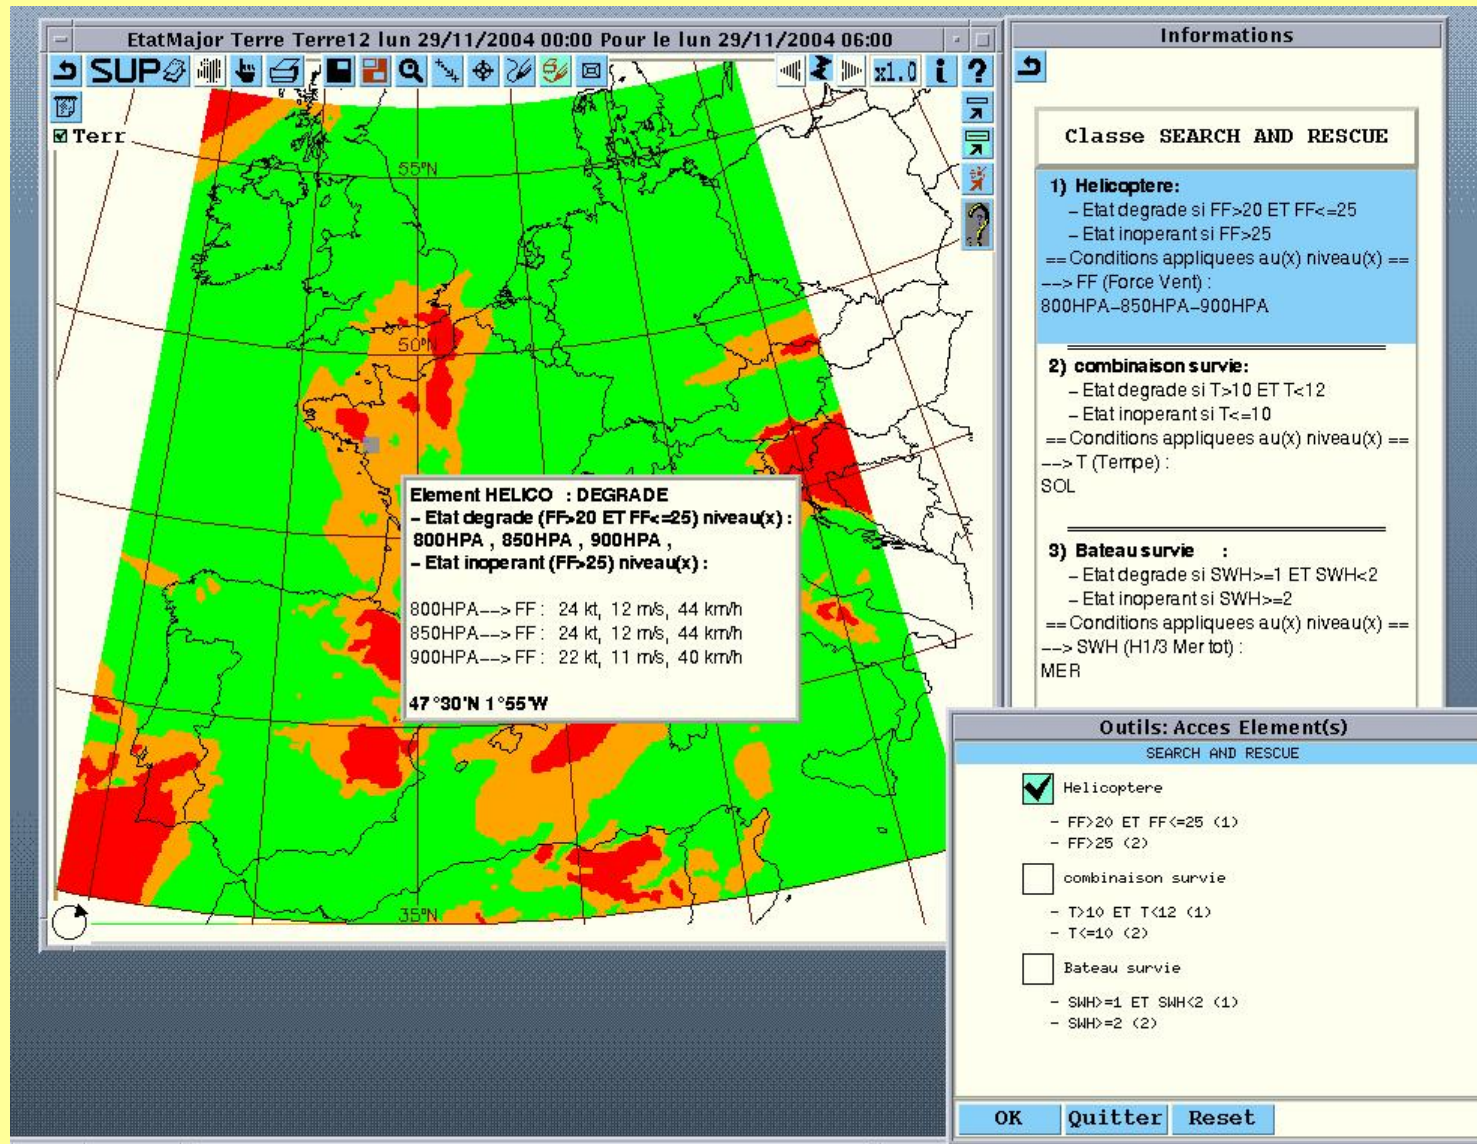 EtatMajor Terre Terre12 lun 29/11/2004 00:00 Pour le lun 29/11/2004 06:00
SUP
x1.0 i ?
Terr
55°N
50°N
35°N
Element HELICO : DEGRADE
- Etat degrade (FF>20 ET FF<=25) niveau(x) :
800HPA , 850HPA , 900HPA ,
- Etat inoperant (FF>25) niveau(x) :
800HPA--> FF : 24 kt, 12 m/s, 44 km/h
850HPA--> FF : 24 kt, 12 m/s, 44 km/h
900HPA--> FF : 22 kt, 11 m/s, 40 km/h
47°30'N 1°55'W
Informations
Classe SEARCH AND RESCUE
1) Helicoptere:
- Etat degrade si FF>20 ET FF<=25
- Etat inoperant si FF>25
== Conditions appliquees au(x) niveau(x) ==
--> FF (Force Vent) :
800HPA-850HPA-900HPA
2) combinaison survie:
- Etat degrade si T>10 ET T<12
- Etat inoperant si T<=10
== Conditions appliquees au(x) niveau(x) ==
--> T (Tempe) :
SOL
3) Bateau survie :
- Etat degrade si SWH>=1 ET SWH<2
- Etat inoperant si SWH>=2
== Conditions appliquees au(x) niveau(x) ==
--> SWH (H1/3 Mer tot) :
MER
Outils: Acces Element(s)
SEARCH AND RESCUE
Helicoptere
- FF>20 ET FF<=25 (1)
- FF>25 (2)
combinaison survie
- T>10 ET T<12 (1)
- T<=10 (2)
Bateau survie
- SWH>=1 ET SWH<2 (1)
- SWH>=2 (2)
OK Quitter Reset